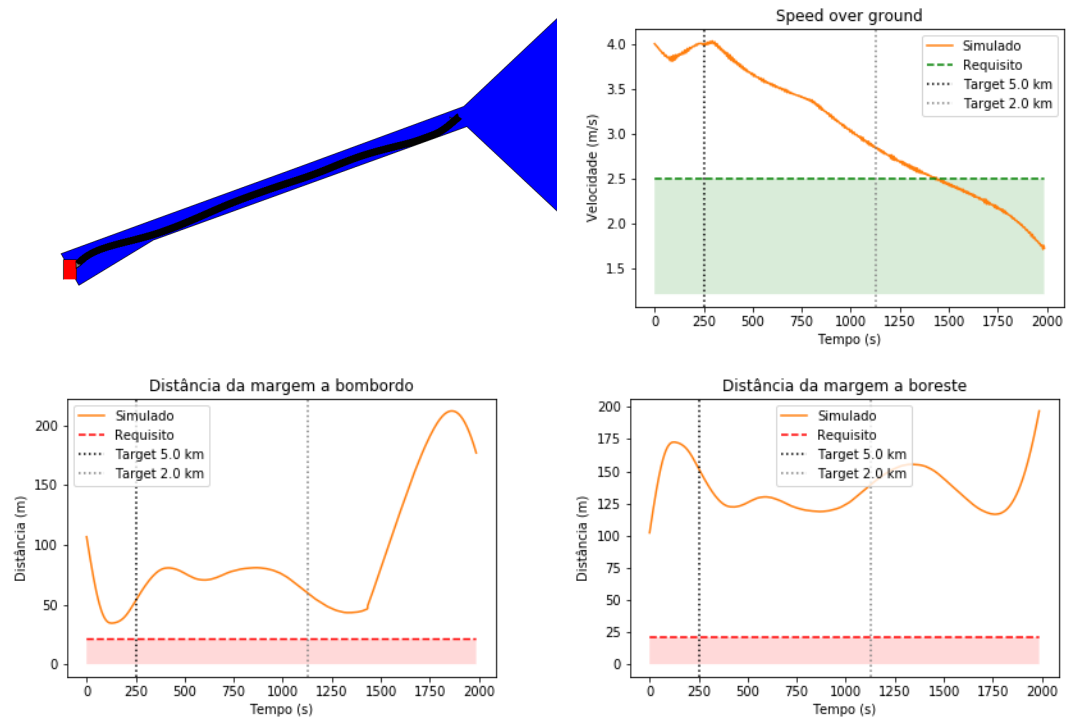 Speed over ground
Velocidade (m/s)
4.0
3.5
3.0
2.5
2.0
1.5
Simulado
Requisito
Target 5.0 km
Target 2.0 km
0 250 500 750 1000 1250 1500 1750 2000
Tempo (s)
Distância da margem a bombordo
Distância (m)
200
150
100
50
0
Simulado
Requisito
Target 5.0 km
Target 2.0 km
0 250 500 750 1000 1250 1500 1750 2000
Tempo (s)
Distância da margem a boreste
Distância (m)
200
175
150
125
100
75
50
25
0
Simulado
Requisito
Target 5.0 km
Target 2.0 km
0 250 500 750 1000 1250 1500 1750 2000
Tempo (s)